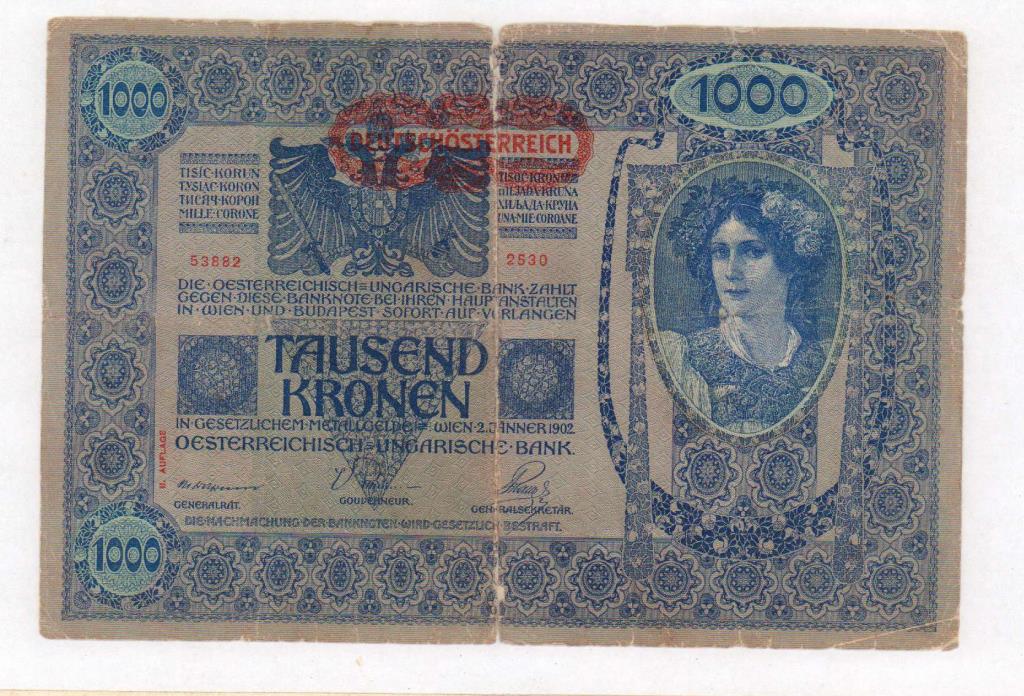 1000
1000
DEUTSCHÖSTERREICH
TISÍC·KORUN
TYSIĄC·KORON
ТИСЯЧ·КОРОН
MILLE·CORONE
TISOČ·KRON
HILJADA·KRUNA
ХИЉАДА·КРУНА
UNA·MIE·COROANE
53882
2530
DIE·OESTERREICHISCH=UNGARISCHE·BANK·ZAHLT
GEGEN·DIESE·BANKNOTE·BEI·IHREN·HAUPTANSTALTEN
IN·WIEN·UND·BUDAPEST·SOFORT·AUF·VERLANGEN
TAUSEND
KRONEN
IN·GESETZLICHEM·METALLGELDE=·WIEN·2.JÄNNER 1902
OESTERREICHISCH=UNGARISCHE·BANK.
II. AUFLAGE
GENERALRAT.
GOUVERNEUR.
GENERALSEKRETÄR.
DIE·NACHMACHUNG·DER·BANKNOTEN·WIRD·GESETZLICH·BESTRAFT.
1000